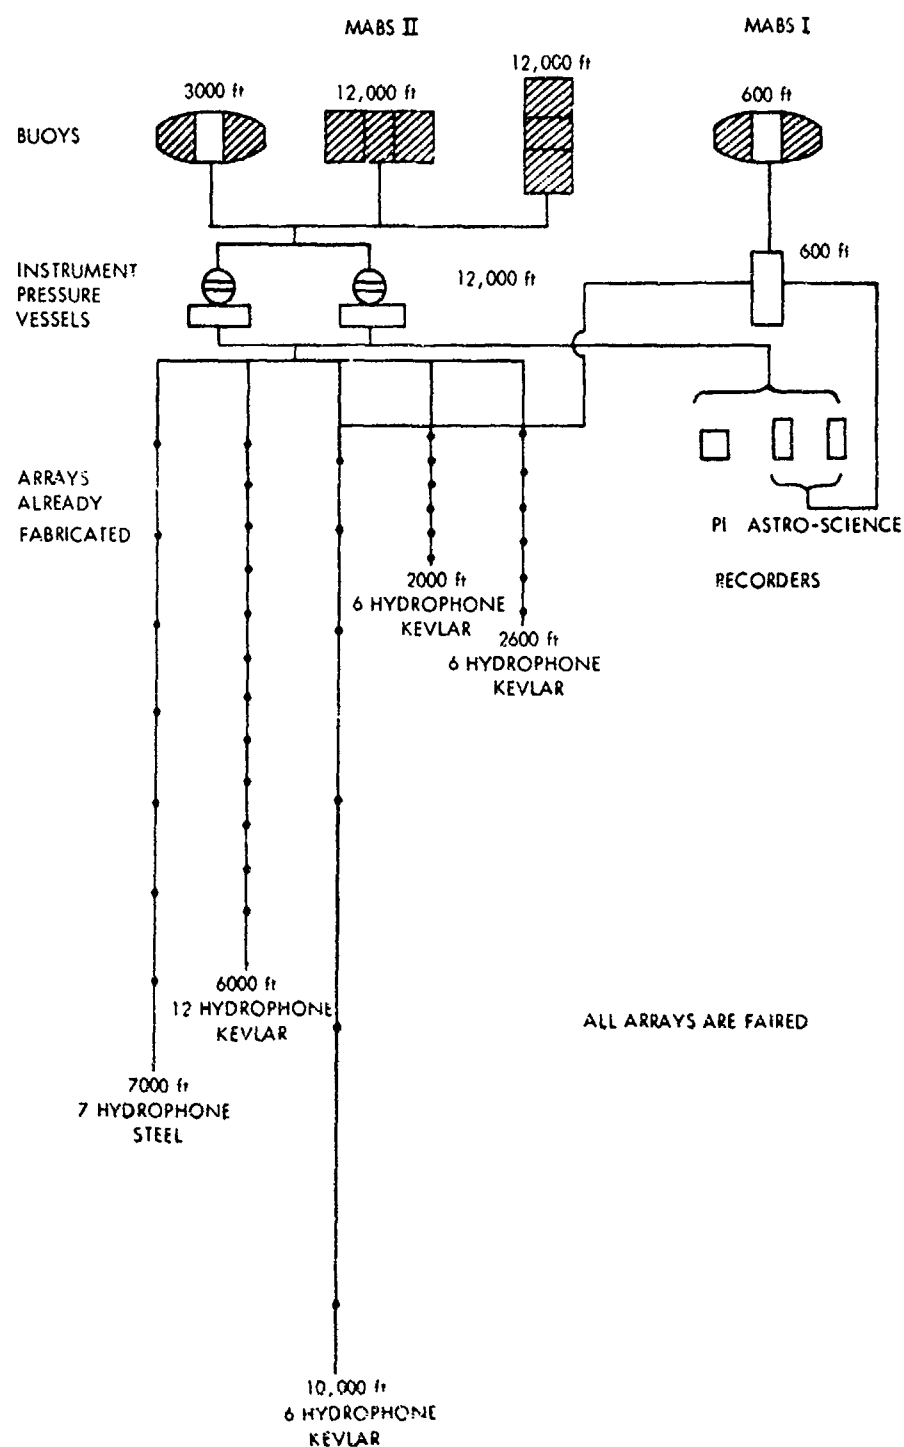 MABS II
MABS I
3000 ft
12,000 ft
12,000 ft
600 ft
BUOYS
INSTRUMENT
PRESSURE
VESSELS
12,000 ft
600 ft
ARRAYS
ALREADY
FABRICATED
PI ASTRO-SCIENCE
RECORDERS
2000 ft
6 HYDROPHONE
KEVLAR
2600 ft
6 HYDROPHONE
KEVLAR
6000 ft
12 HYDROPHONE
KEVLAR
ALL ARRAYS ARE FAIRED
7000 ft
7 HYDROPHONE
STEEL
10,000 ft
6 HYDROPHONE
KEVLAR